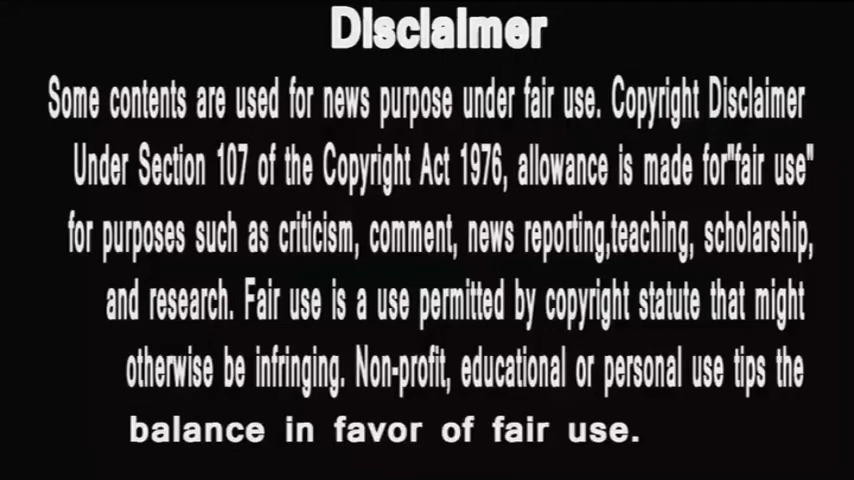 Disclaimer
Some contents are used for news purpose under fair use. Copyright Disclaimer
Under Section 107 of the Copyright Act 1976, allowance is made for"fair use"
for purposes such as criticism, comment, news reporting,teaching, scholarship,
and research. Fair use is a use permitted by copyright statute that might
otherwise be infringing. Non-profit, educational or personal use tips the
balance in favor of fair use.